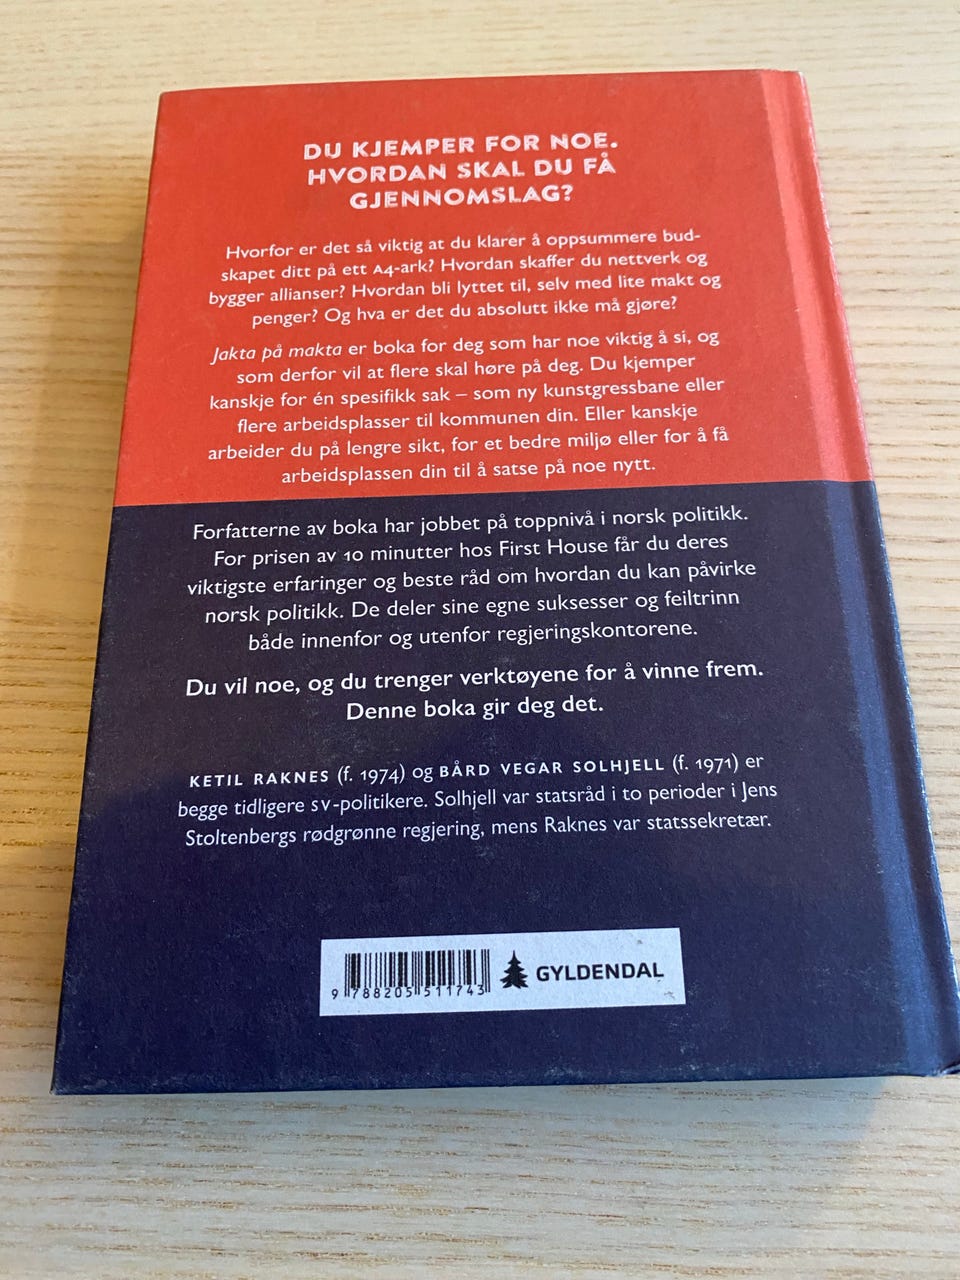 DU KJEMPER FOR NOE.
HVORDAN SKAL DU FÅ
GJENNOMSLAG?
Hvorfor er det så viktig at du klarer å oppsummere bud-
skapet ditt på ett A4-ark? Hvordan skaffer du nettverk og
bygger allianser? Hvordan bli lyttet til, selv med lite makt og
penger? Og hva er det du absolutt ikke må gjøre?
Jakta på makta er boka for deg som har noe viktig å si, og
som derfor vil at flere skal høre på deg. Du kjemper
kanskje for én spesifikk sak – som ny kunstgressbane eller
flere arbeidsplasser til kommunen din. Eller kanskje
arbeider du på lengre sikt, for et bedre miljø eller for å få
arbeidsplassen din til å satse på noe nytt.
Forfatterne av boka har jobbet på toppnivå i norsk politikk.
For prisen av 10 minutter hos First House får du deres
viktigste erfaringer og beste råd om hvordan du kan påvirke
norsk politikk. De deler sine egne suksesser og feiltrinn
både innenfor og utenfor regjeringskontorene.
Du vil noe, og du trenger verktøyene for å vinne frem.
Denne boka gir deg det.
KETIL RAKNES (f. 1974) og BÅRD VEGAR SOLHJELL (f. 1971) er
begge tidligere SV-politikere. Solhjell var statsråd i to perioder i Jens
Stoltenbergs rødgrønne regjering, mens Raknes var statssekretær.
9 788205 511743
GYLDENDAL